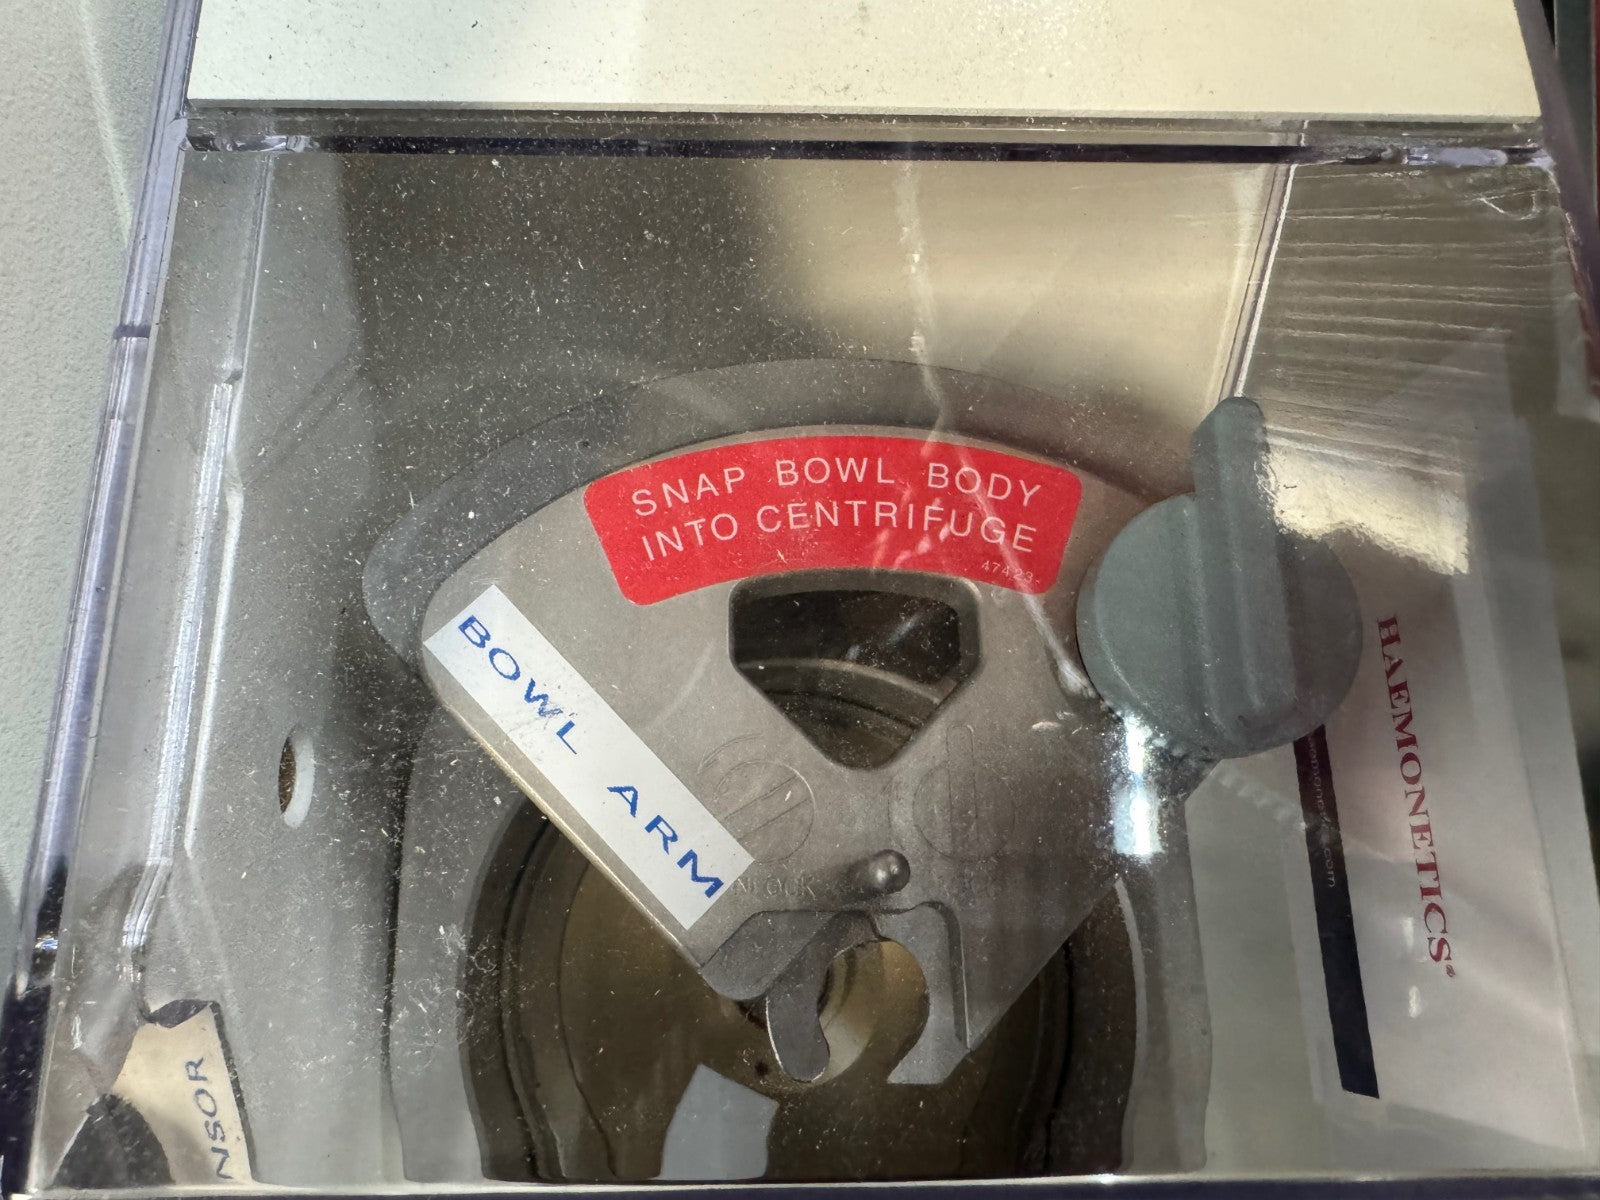 SNAP BOWL BODY
INTO CENTRIFUGE
47423-
BOWL ARM
HAEMONETICS®
NSOR